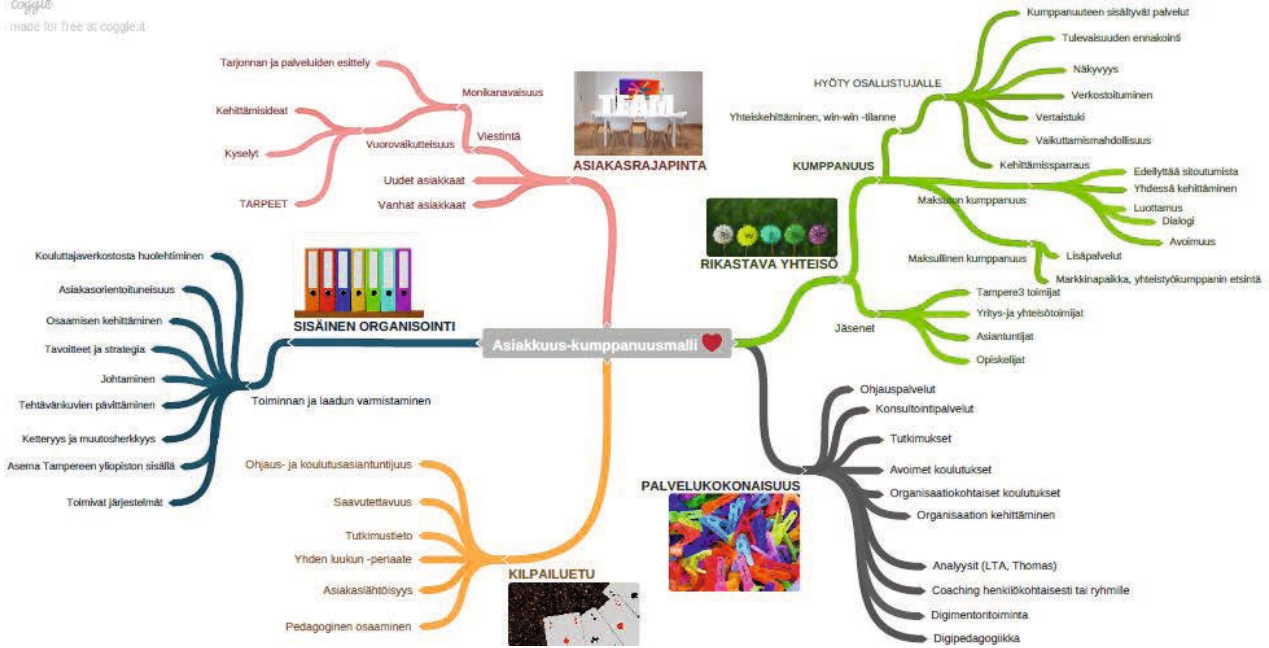 coggle
made for free at coggle.it
Tarjonnan ja palveluiden esittely
Monikanavaisuus
Kehittämisideat
Viestintä
Vuorovaikutteisuus
Kyselyt
TARPEET
Uudet asiakkaat
Vanhat asiakkaat
TEAM
ASIAKASRAJAPINTA
Kumppanuuteen sisältyvät palvelut
Tulevaisuuden ennakointi
Näkyvyys
HYÖTY OSALLISTUJALLE
Verkostoituminen
Yhteiskehittäminen, win-win -tilanne
Vertaistuki
Vaikuttamismahdollisuus
Kehittämissparraus
KUMPPANUUS
Edellyttää sitoutumista
Yhdessä kehittäminen
Maksuton kumppanuus
Luottamus
Dialogi
Avoimuus
Maksullinen kumppanuus
Lisäpalvelut
Markkinapaikka, yhteistyökumppanin etsintä
RIKASTAVA YHTEISÖ
Jäsenet
Tampere3 toimijat
Yritys-ja yhteisötoimijat
Asiantuntijat
Opiskelijat
Asiakkuus-kumppanuusmalli
SISÄINEN ORGANISOINTI
Kouluttajaverkostosta huolehtiminen
Asiakasorientoituneisuus
Osaamisen kehittäminen
Tavoitteet ja strategia
Johtaminen
Toiminnan ja laadun varmistaminen
Tehtävänkuvien pävittäminen
Ketteryys ja muutosherkkyys
Asema Tampereen yliopiston sisällä
Toimivat järjestelmät
Ohjaus- ja koulutusasiantuntijuus
Saavutettavuus
Tutkimustieto
Yhden luukun -periaate
Asiakaslähtöisyys
Pedagoginen osaaminen
KILPAILUETU
PALVELUKOKONAISUUS
Ohjauspalvelut
Konsultointipalvelut
Tutkimukset
Avoimet koulutukset
Organisaatiokohtaiset koulutukset
Organisaation kehittäminen
Analyysit (LTA, Thomas)
Coaching henkilökohtaisesti tai ryhmille
Digimentoritoiminta
Digipedagogiikka